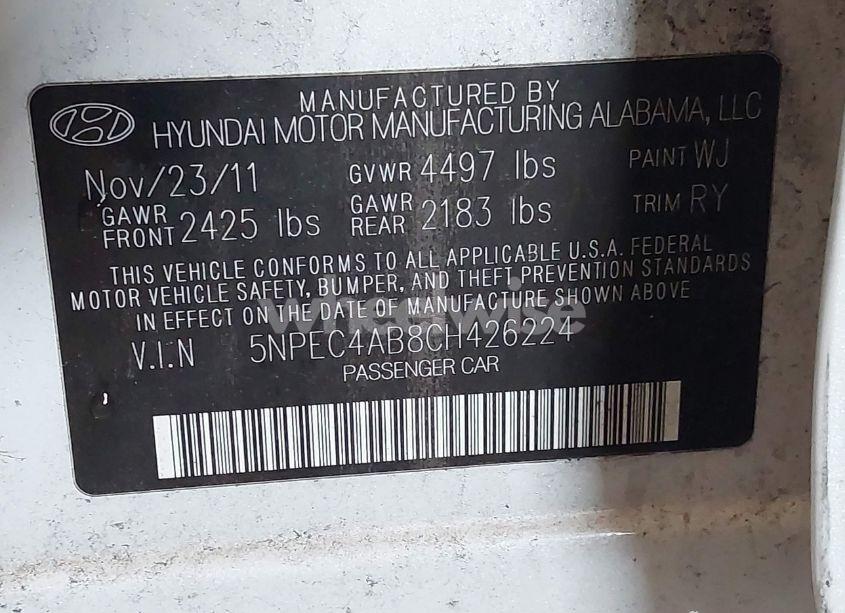 MANUFACTURED BY
HYUNDAI MOTOR MANUFACTURING ALABAMA, LLC
Nov/23/11 GVWR 4497 lbs PAINT WJ
GAWR FRONT 2425 lbs GAWR REAR 2183 lbs TRIM RY
THIS VEHICLE CONFORMS TO ALL APPLICABLE U.S.A. FEDERAL
MOTOR VEHICLE SAFETY, BUMPER, AND THEFT PREVENTION STANDARDS
IN EFFECT ON THE DATE OF MANUFACTURE SHOWN ABOVE
wheelwise
V.I.N 5NPEC4AB8CH426224
PASSENGER CAR